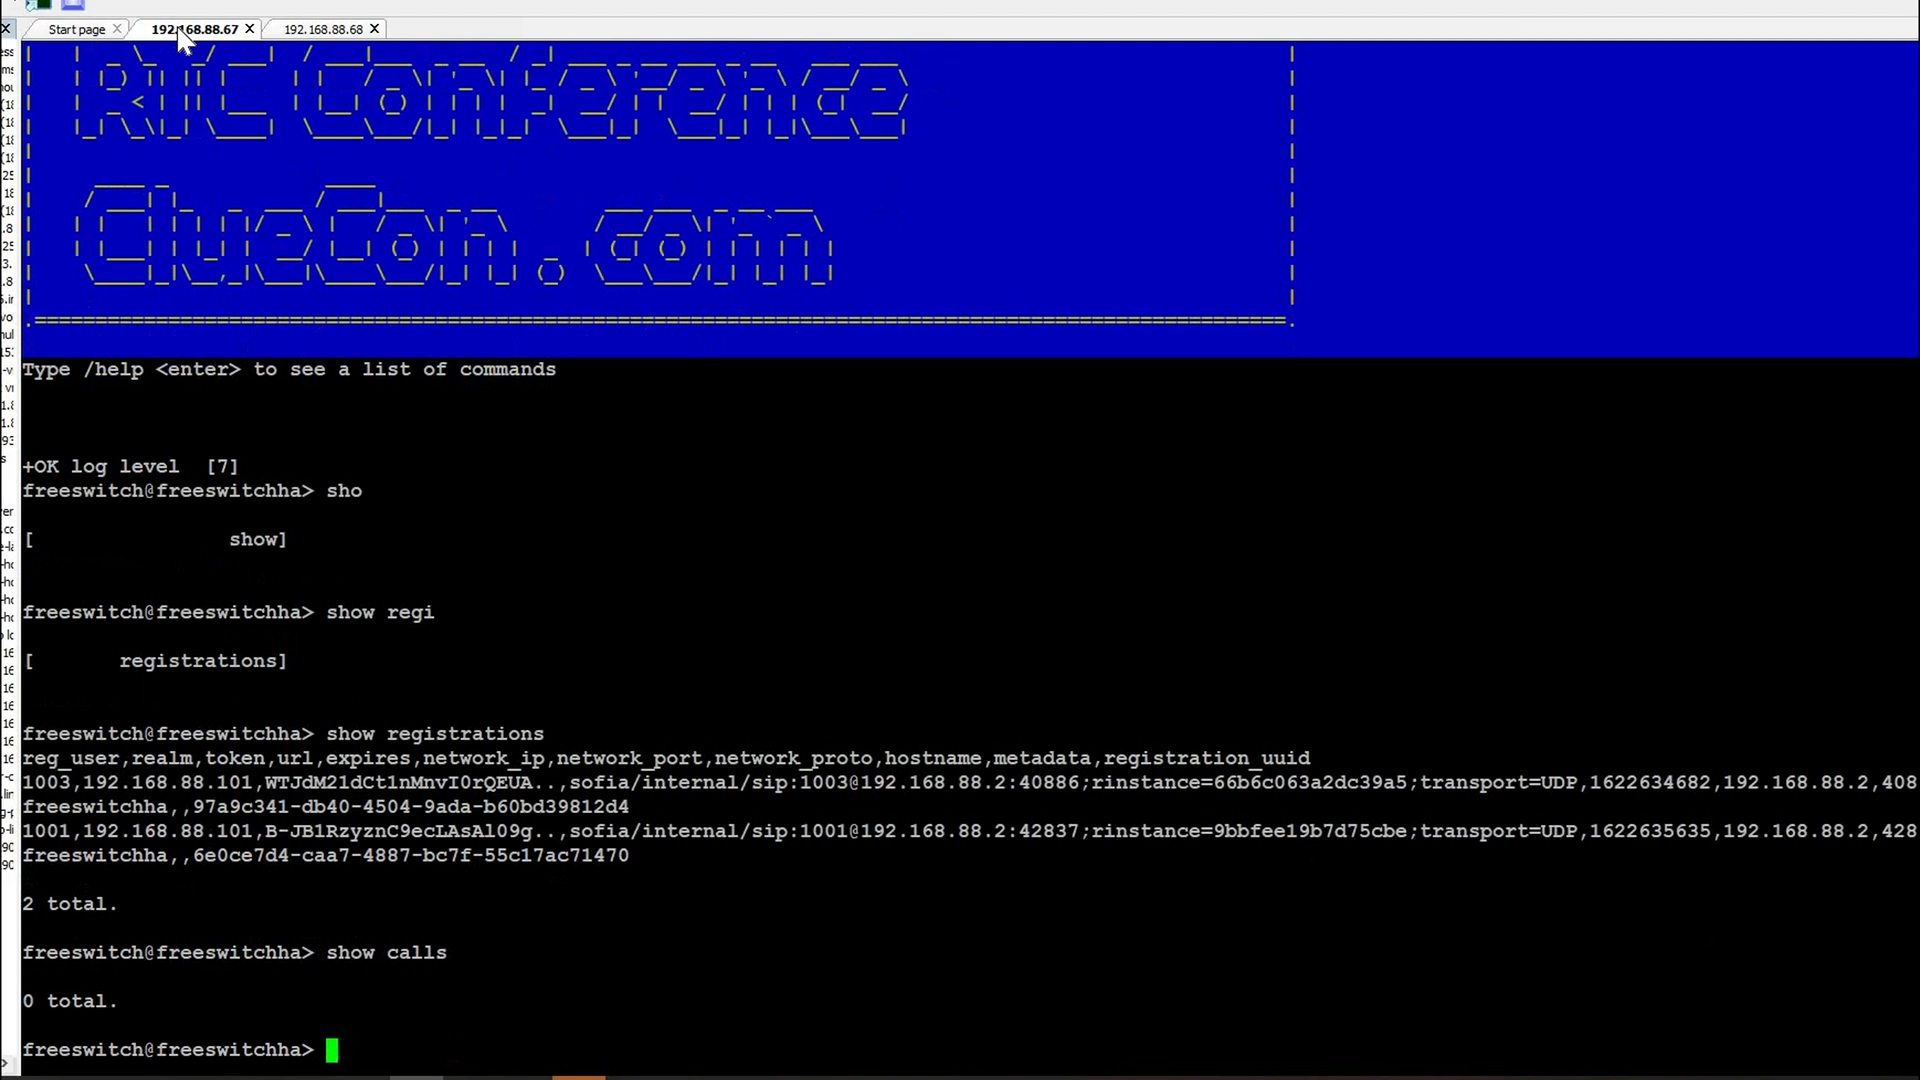 Start page
192.168.88.67
192.168.88.68
RTC Conference
ClueCon.com
Type /help <enter> to see a list of commands
+OK log level  [7]
freeswitch@freeswitchha> sho
[                 show]
freeswitch@freeswitchha> show regi
[        registrations]
freeswitch@freeswitchha> show registrations
reg_user,realm,token,url,expires,network_ip,network_port,network_proto,hostname,metadata,registration_uuid
1003,192.168.88.101,WTJdM21dCt1nMnvI0rQEUA..,sofia/internal/sip:1003@192.168.88.2:40886;rinstance=66b6c063a2dc39a5;transport=UDP,1622634682,192.168.88.2,408
freeswitchha,,97a9c341-db40-4504-9ada-b60bd39812d4
1001,192.168.88.101,B-JB1RzyznC9ecLAsAl09g..,sofia/internal/sip:1001@192.168.88.2:42837;rinstance=9bbfee19b7d75cbe;transport=UDP,1622635635,192.168.88.2,428
freeswitchha,,6e0ce7d4-caa7-4887-bc7f-55c17ac71470
2 total.
freeswitch@freeswitchha> show calls
0 total.
freeswitch@freeswitchha>